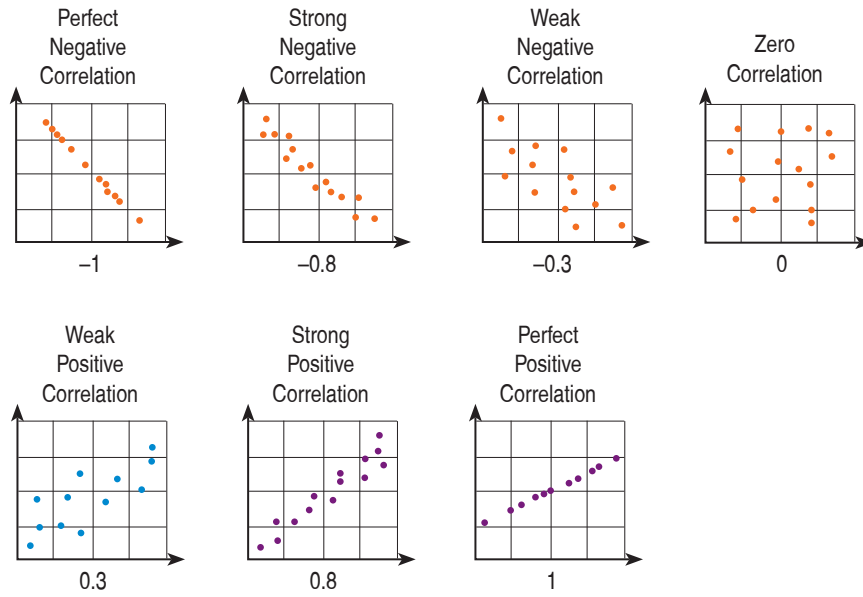 Perfect
Negative
Correlation
–1
Strong
Negative
Correlation
–0.8
Weak
Negative
Correlation
–0.3
Zero
Correlation
0
Weak
Positive
Correlation
0.3
Strong
Positive
Correlation
0.8
Perfect
Positive
Correlation
1